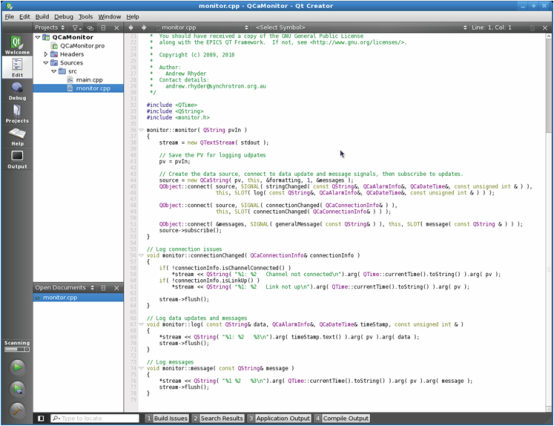 monitor.cpp - QCaMonitor - Qt Creator
File Edit Build Debug Tools Window Help
Projects
monitor.cpp
<Select Symbol>
Line: 1, Col: 1
Welcome
Edit
Debug
Projects
Help
Output
Scanning
QCaMonitor
QCaMonitor.pro
Headers
Sources
src
main.cpp
monitor.cpp
Open Documents
monitor.cpp
* You should have received a copy of the GNU General Public License
* along with the EPICS QT Framework. If not, see <http://www.gnu.org/licenses/>.
*
* Copyright (c) 2009, 2010
*
* Author:
* Andrew Rhyder
* Contact details:
* andrew.rhyder@synchrotron.org.au
*/
#include <QTime>
#include <QString>
#include <monitor.h>
monitor::monitor( QString pvIn )
{
stream = new QTextStream( stdout );
// Save the PV for logging udpates
pv = pvIn;
// Create the data source, connect to data update and message signals, then subscribe to updates.
source = new QCaString( pv, this, &formatting, 1, &messages );
QObject::connect( source, SIGNAL( stringChanged( const QString&, QCaAlarmInfo&, QCaDateTime&, const unsigned int & ) ),
this, SLOT( log( const QString&, QCaAlarmInfo&, QCaDateTime&, const unsigned int & ) ) );
QObject::connect( source, SIGNAL( connectionChanged( QCaConnectionInfo& ) ),
this, SLOT( connectionChanged( QCaConnectionInfo& ) ) );
QObject::connect( &messages, SIGNAL( generalMessage( const QString& ) ), this, SLOT( message( const QString & ) ) );
source->subscribe();
}
// Log connection issues
void monitor::connectionChanged( QCaConnectionInfo& connectionInfo )
{
if( !connectionInfo.isChannelConnected() )
*stream << QString( "%1: %2 Channel not connected\n").arg( QTime::currentTime().toString() ).arg( pv );
if( !connectionInfo.isLinkUp() )
*stream << QString( "%1: %2 Link not up\n").arg( QTime::currentTime().toString() ).arg( pv );
stream->flush();
}
// Log data updates and messages
void monitor::log( const QString& data, QCaAlarmInfo&, QCaDateTime& timeStamp, const unsigned int & )
{
*stream << QString( "%1: %2 %3\n" ).arg( timeStamp.text() ).arg( pv ).arg( data );
stream->flush();
}
// Log messages
void monitor::message( const QString& message )
{
*stream << QString( "%1 %2 %3\n").arg( QTime::currentTime().toString() ).arg( pv ).arg( message );
stream->flush();
}
Type to locate
1 Build Issues
2 Search Results
3 Application Output
4 Compile Output